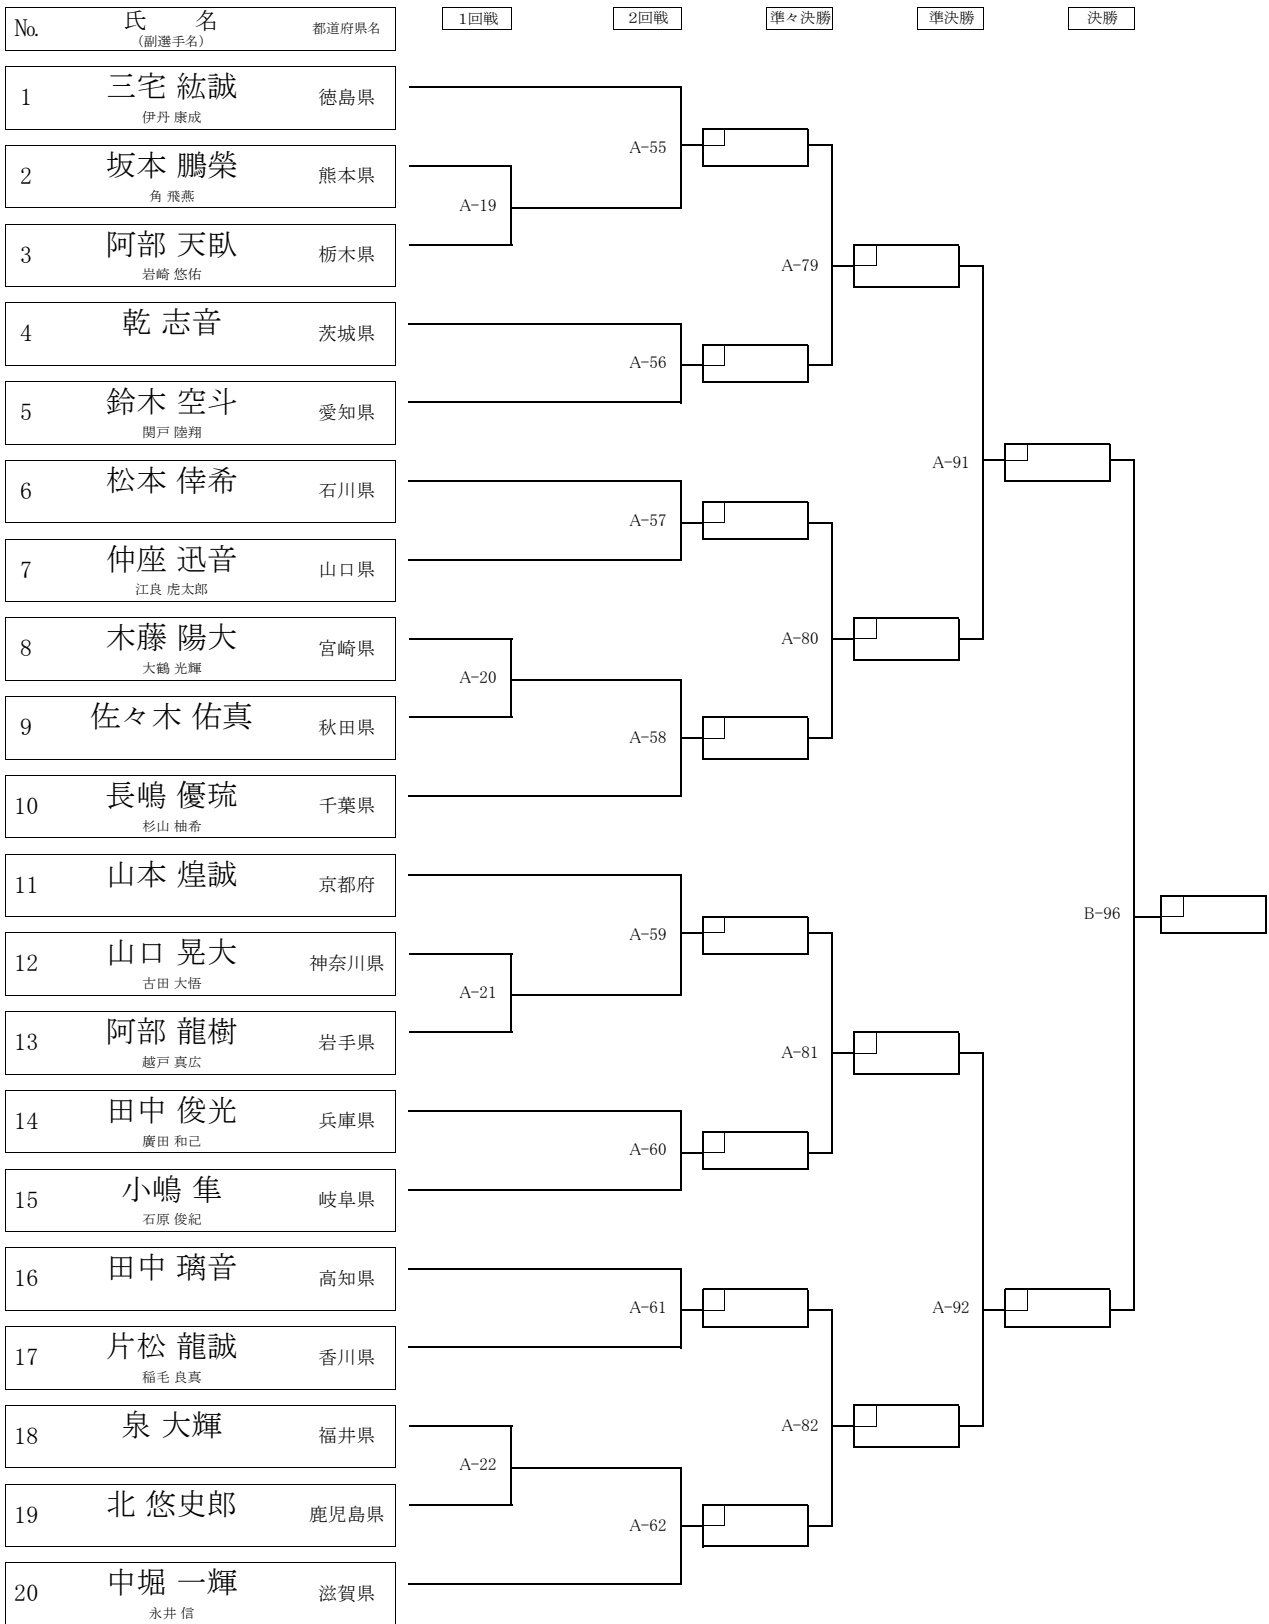 No. 氏 名 都道府県名 1回戦 2回戦 準々決勝 準決勝 決勝
(副選手名)
1 三宅 紘誠 徳島県
伊丹 康成
A-55
2 坂本 鵬榮 熊本県
角 飛燕
A-19
3 阿部 天臥 栃木県
岩崎 悠佑
A-79
4 乾 志音 茨城県
A-56
5 鈴木 空斗 愛知県
関戸 陸翔
A-91
6 松本 倖希 石川県
A-57
7 仲座 迅音 山口県
江良 虎太郎
8 木藤 陽大 宮崎県
大鶴 光輝
A-80
A-20
9 佐々木 佑真 秋田県
A-58
10 長嶋 優琉 千葉県
杉山 柚希
11 山本 煌誠 京都府
B-96
A-59
12 山口 晃大 神奈川県
古田 大悟
A-21
13 阿部 龍樹 岩手県
越戸 真広
A-81
14 田中 俊光 兵庫県
廣田 和己
A-60
15 小嶋 隼 岐阜県
石原 俊紀
16 田中 璃音 高知県
A-61
A-92
17 片松 龍誠 香川県
稲毛 良真
18 泉 大輝 福井県
A-82
A-22
19 北 悠史郎 鹿児島県
A-62
20 中堀 一輝 滋賀県
永井 信